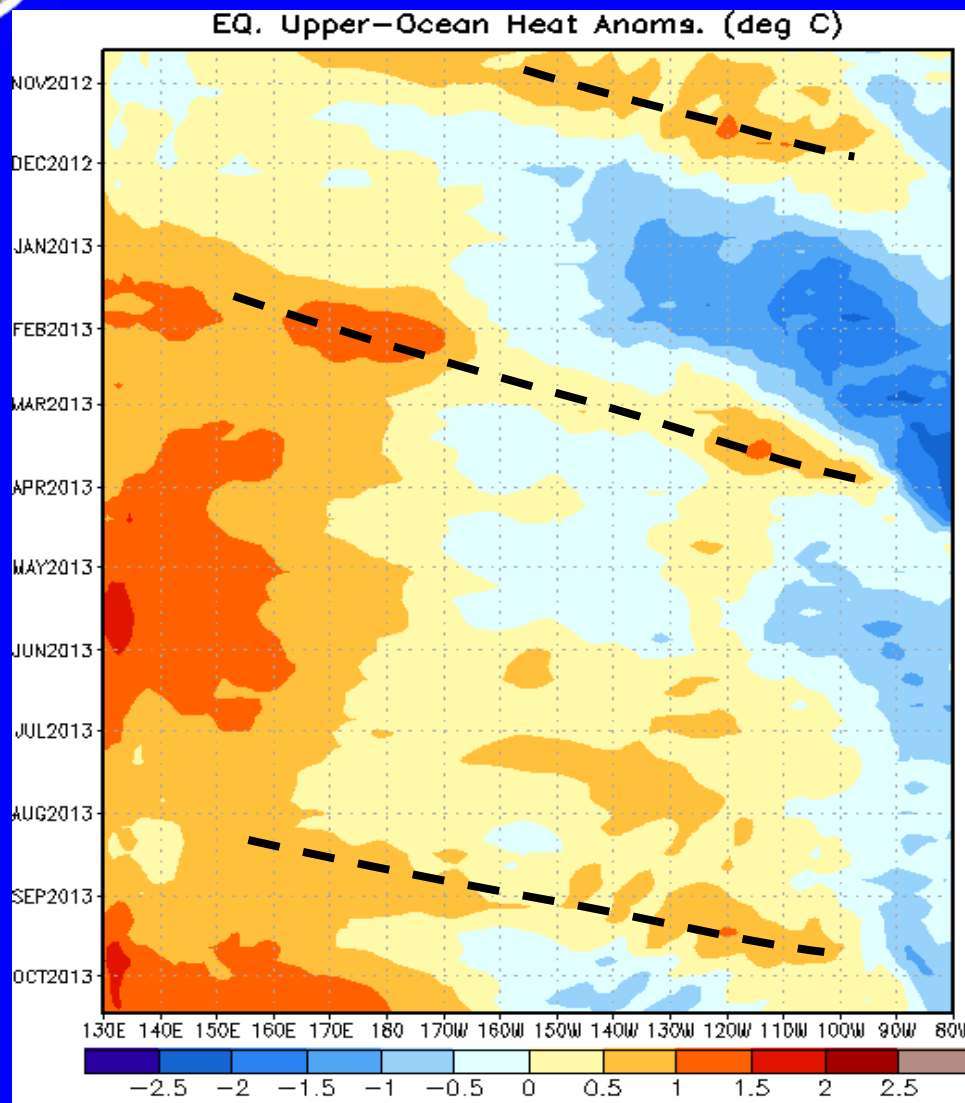 EQ. Upper-Ocean Heat Anoms. (deg C)
NOV2012
DEC2012
JAN2013
FEB2013
MAR2013
APR2013
MAY2013
JUN2013
JUL2013
AUG2013
SEP2013
OCT2013
130E 140E 150E 160E 170E 180 170W 160W 150W 140W 130W 120W 110W 100W 90W 80W
-2.5 -2 -1.5 -1 -0.5 0 0.5 1 1.5 2 2.5